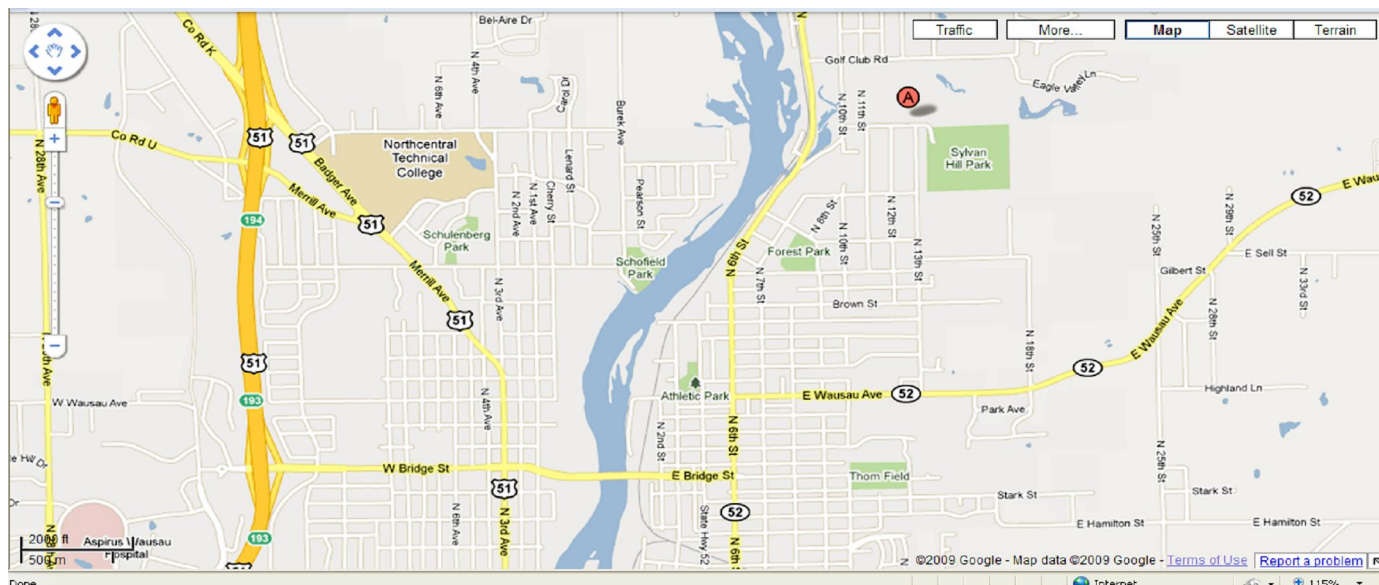 Bel-Aire Dr
Co Rd K
N 4th Ave
N 6th Ave
Traffic
More...
Map
Satellite
Terrain
Golf Club Rd
Eagle Valley Ln
A
N 10th St
N 11th St
Carol Dr
Burek Ave
51
51
Co Rd U
N 28th Ave
Badger Ave
Northcentral
Technical
College
Lenard St
Cherry St
N 1st Ave
N 2nd Ave
Pearson St
Sylvan
Hill Park
52
E Wau
Merrill Ave
194
51
Schulenberg
Park
Schofield
Park
N 6th St
N 8th St
Forest Park
N 10th St
N 12th St
N 13th St
N 25th St
N 29th St
E Sell St
Gilbert St
N 33rd St
Merrill Ave
N 3rd Ave
N 7th St
Brown St
51
N 28th St
E Wausau Ave
N 18th St
51
52
193
W Wausau Ave
N 4th Ave
Athletic Park
E Wausau Ave
52
Park Ave
Highland Ln
N 2nd St
N 6th St
W Bridge St
E Bridge St
Thom Field
N 25th St
51
Stark St
Stark St
52
N 6th Ave
N 3rd Ave
State Hwy 52
N 6th
E Hamilton St
E Hamilton St
2000 ft
500 m
Aspirus Wausau
Hospital
193
©2009 Google - Map data ©2009 Google - Terms of Use
Report a problem
Done
Internet
115%